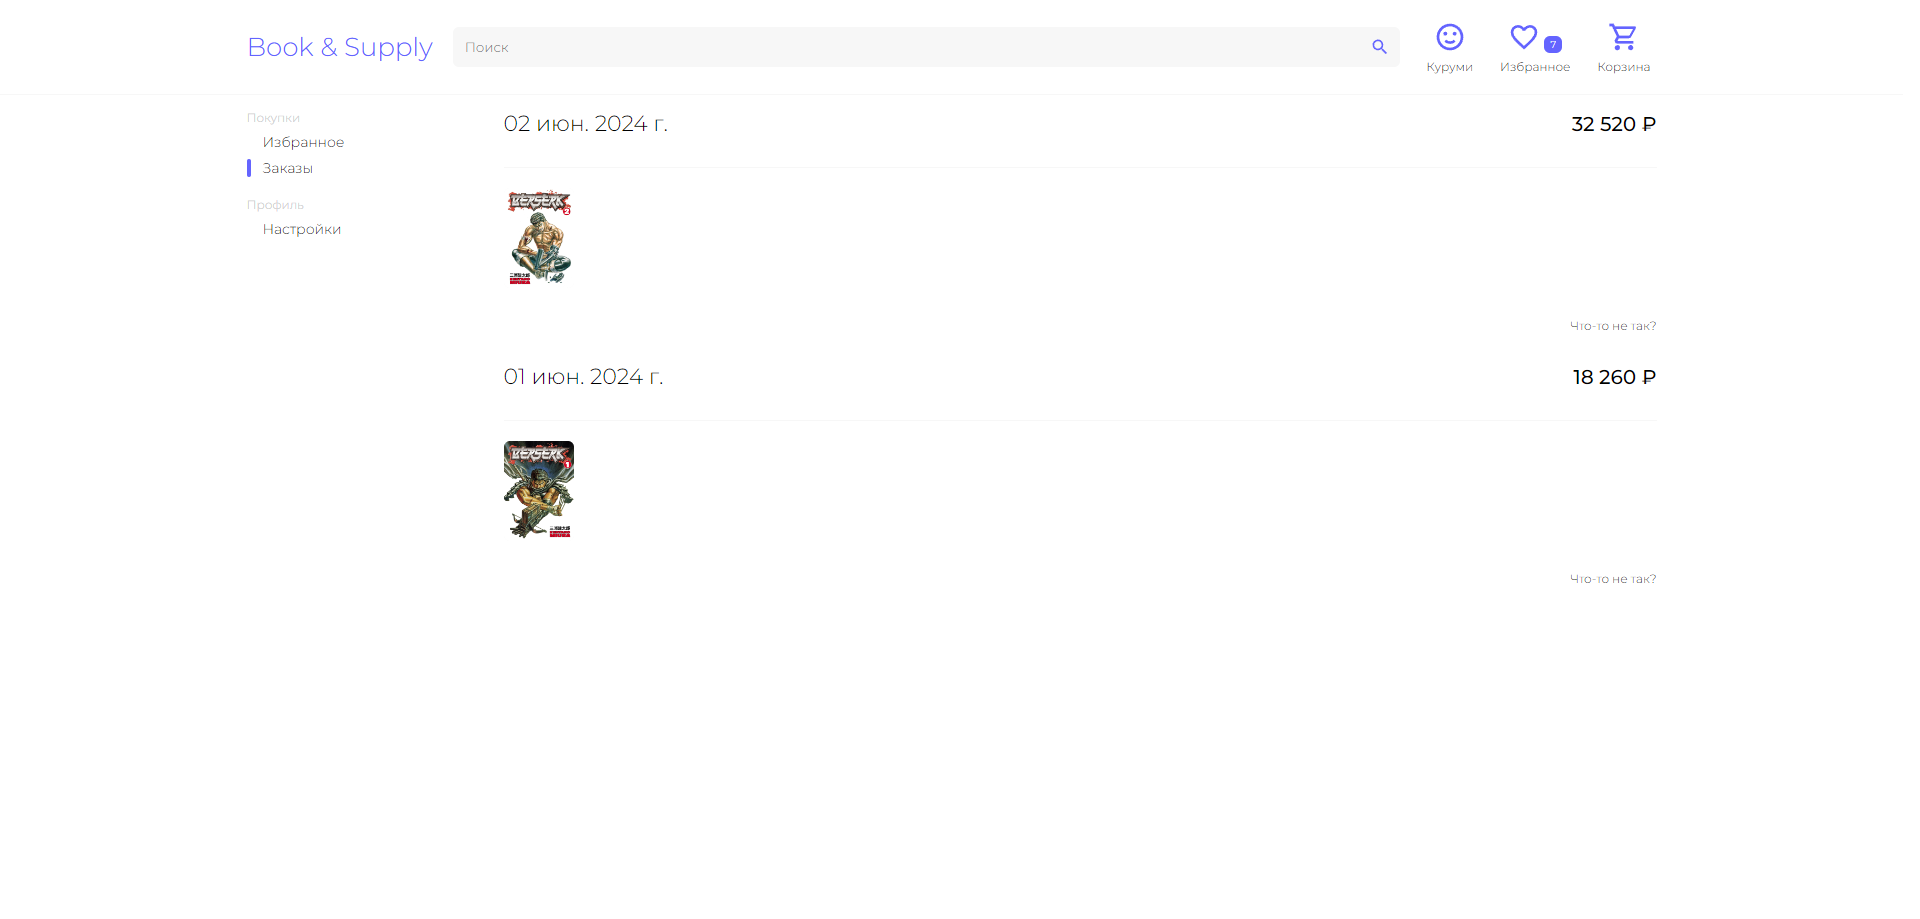 Book & Supply
Поиск
Куруми
7
Избранное
Корзина
Покупки
Избранное
Заказы
Профиль
Настройки
02 июн. 2024 г.
32 520 ₽
BERSERK
2
Что-то не так?
01 июн. 2024 г.
18 260 ₽
BERSERK
1
Что-то не так?